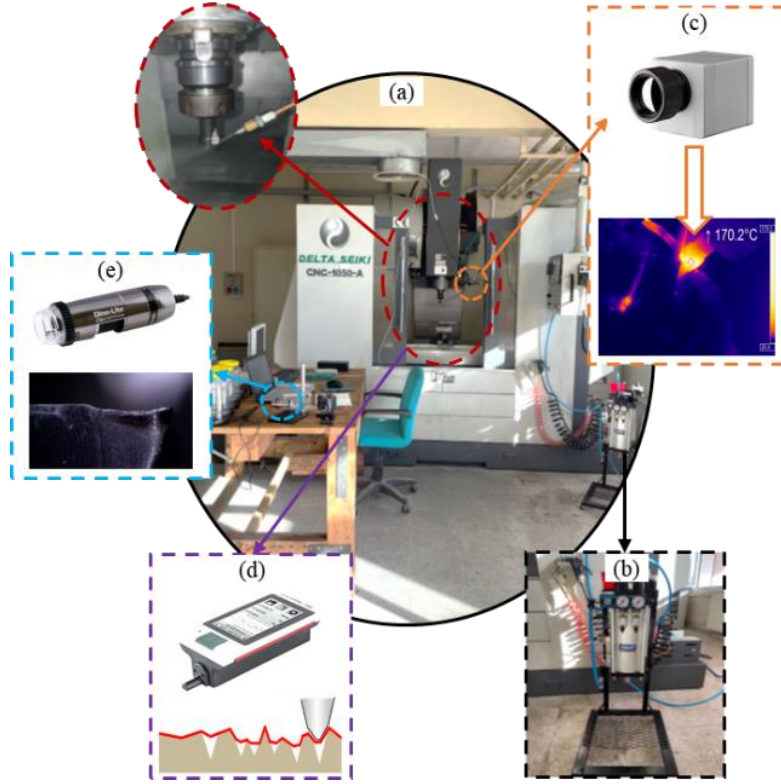 (a)
(c)
↑ 170.2°C
DELTA SEIKI
CNC-1050-A
(e)
Dino-Lite
(d)
(b)